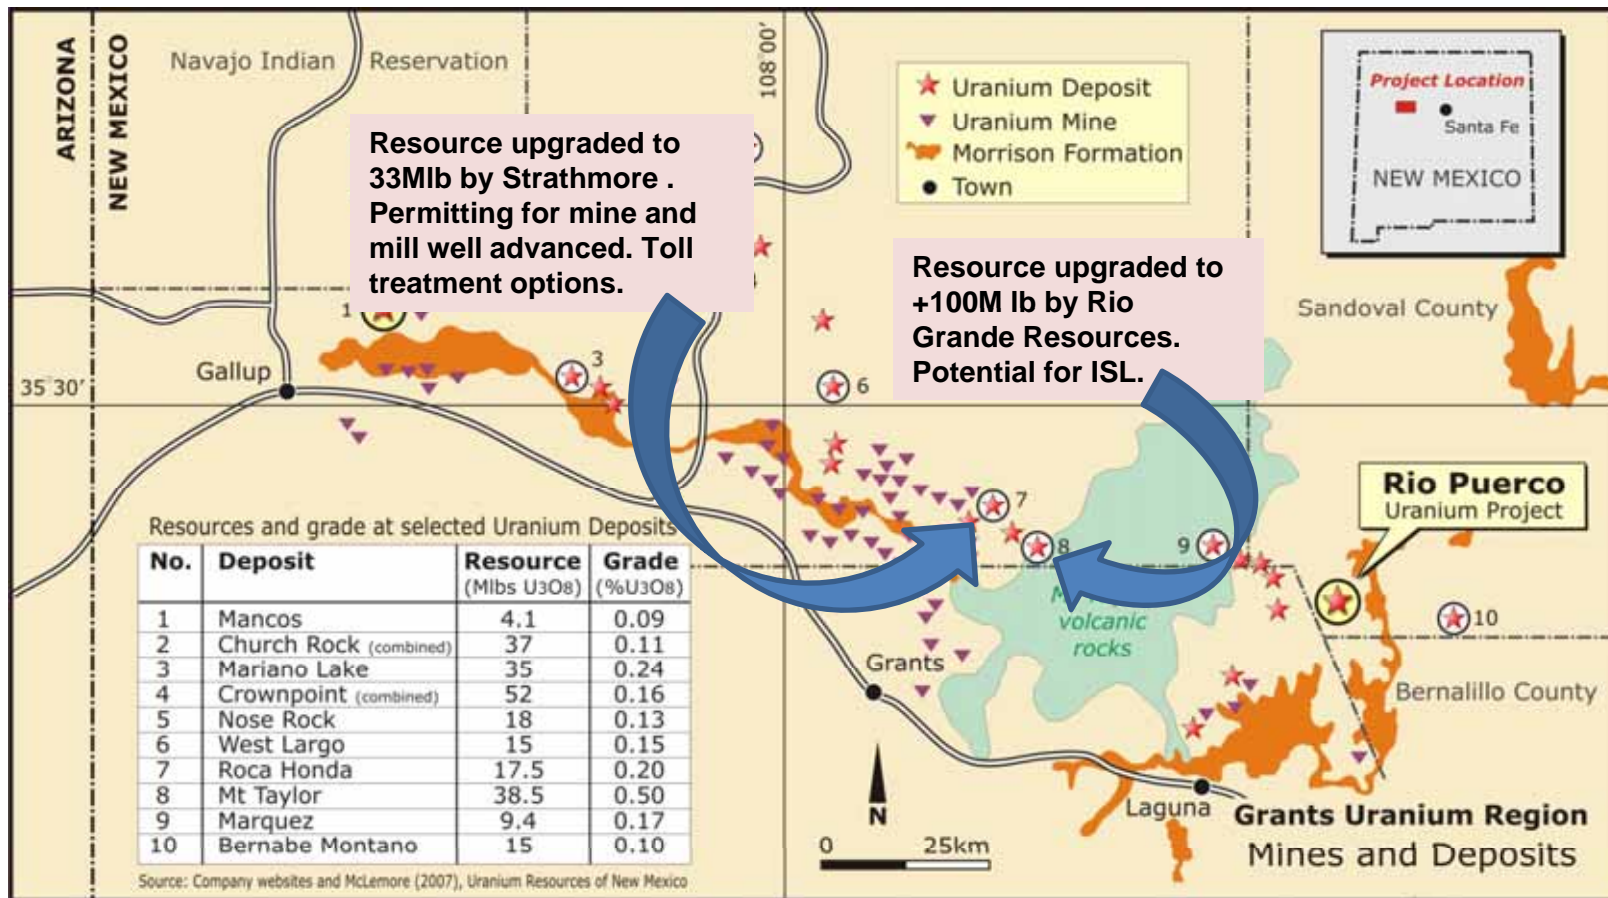 ARIZONA
NEW MEXICO
Navajo Indian Reservation
108°00'
Uranium Deposit
Uranium Mine
Morrison Formation
Town
Project Location
Santa Fe
NEW MEXICO
Resource upgraded to
33Mlb by Strathmore .
Permitting for mine and
mill well advanced. Toll
treatment options.
Resource upgraded to
+100M lb by Rio
Grande Resources.
Potential for ISL.
Sandoval County
1
Gallup
3
35°30'
6
7
8
9
10
Rio Puerco
Uranium Project
volcanic
rocks
Grants
Bernalillo County
Laguna
N
0 25km
Grants Uranium Region
Mines and Deposits
Resources and grade at selected Uranium Deposits
No. Deposit Resource Grade
(Mlbs U3O8) (%U3O8)
1 Mancos 4.1 0.09
2 Church Rock (combined) 37 0.11
3 Mariano Lake 35 0.24
4 Crownpoint (combined) 52 0.16
5 Nose Rock 18 0.13
6 West Largo 15 0.15
7 Roca Honda 17.5 0.20
8 Mt Taylor 38.5 0.50
9 Marquez 9.4 0.17
10 Bernabe Montano 15 0.10
Source: Company websites and McLemore (2007), Uranium Resources of New Mexico